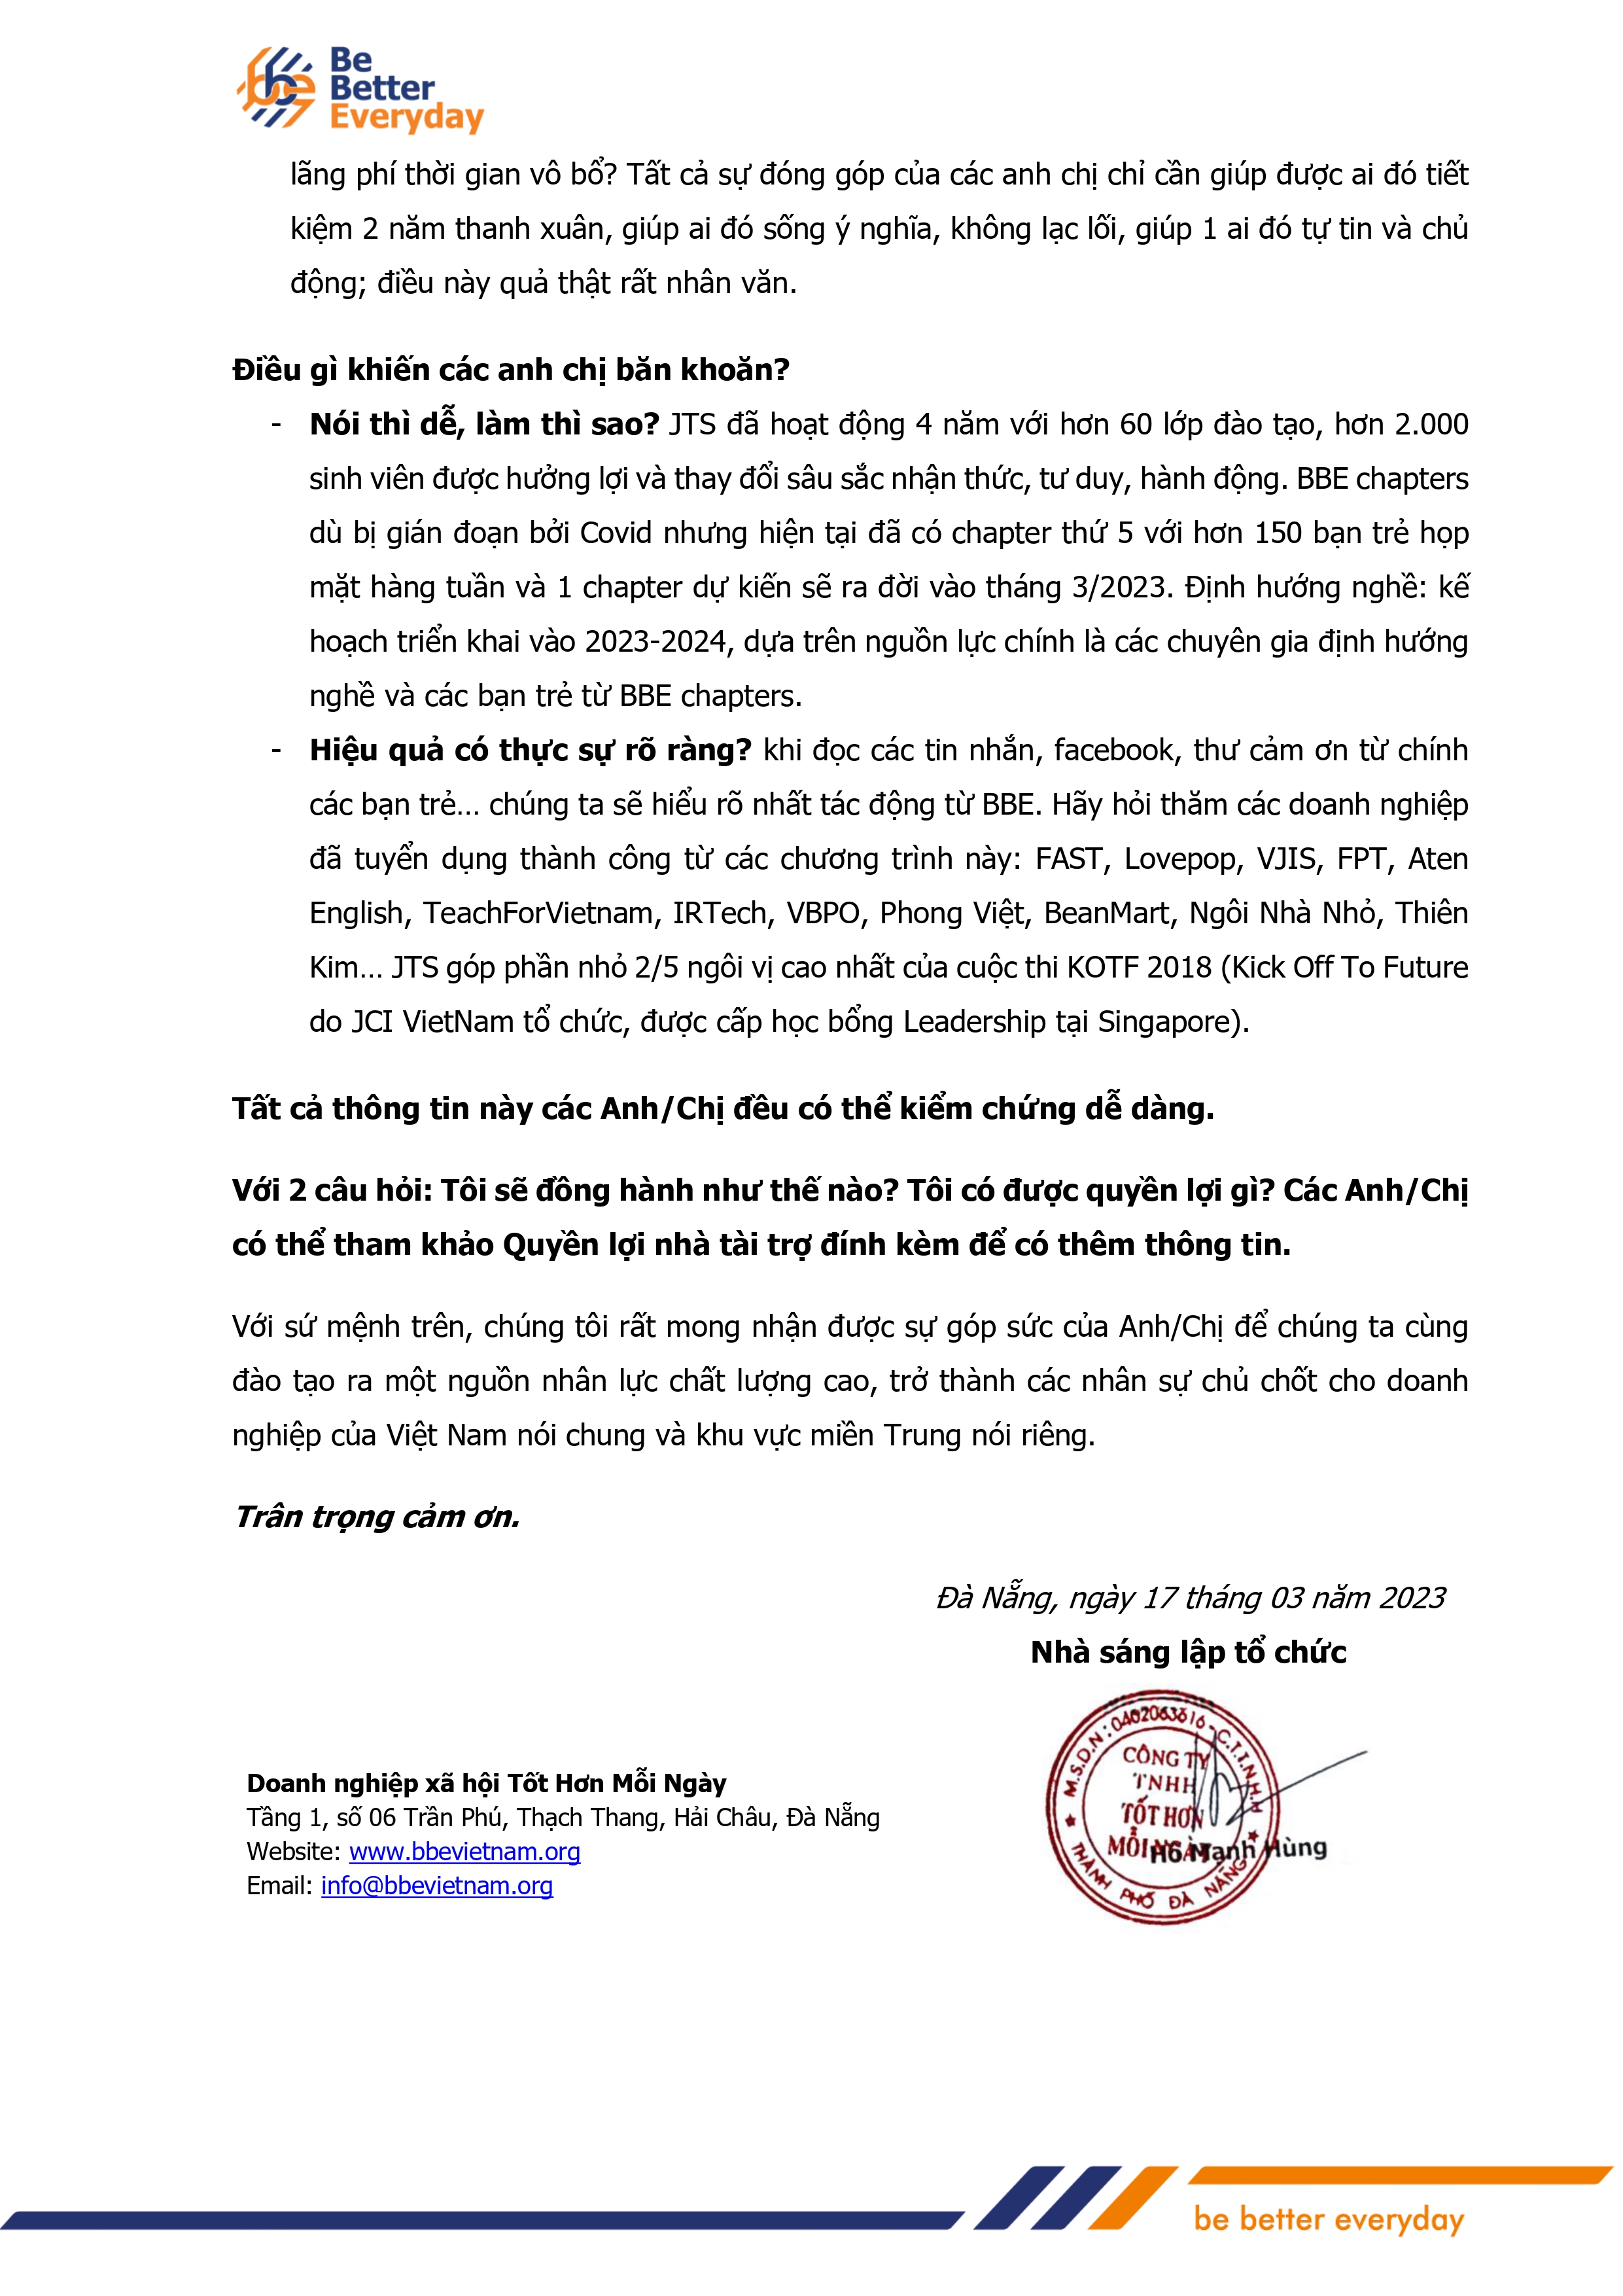 bbe
Be
Better
Everyday
lãng phí thời gian vô bổ? Tất cả sự đóng góp của các anh chị chỉ cần giúp được ai đó tiết
kiệm 2 năm thanh xuân, giúp ai đó sống ý nghĩa, không lạc lối, giúp 1 ai đó tự tin và chủ
động; điều này quả thật rất nhân văn.
Điều gì khiến các anh chị băn khoăn?
- Nói thì dễ, làm thì sao? JTS đã hoạt động 4 năm với hơn 60 lớp đào tạo, hơn 2.000
sinh viên được hưởng lợi và thay đổi sâu sắc nhận thức, tư duy, hành động. BBE chapters
dù bị gián đoạn bởi Covid nhưng hiện tại đã có chapter thứ 5 với hơn 150 bạn trẻ họp
mặt hàng tuần và 1 chapter dự kiến sẽ ra đời vào tháng 3/2023. Định hướng nghề: kế
hoạch triển khai vào 2023-2024, dựa trên nguồn lực chính là các chuyên gia định hướng
nghề và các bạn trẻ từ BBE chapters.
- Hiệu quả có thực sự rõ ràng? khi đọc các tin nhắn, facebook, thư cảm ơn từ chính
các bạn trẻ... chúng ta sẽ hiểu rõ nhất tác động từ BBE. Hãy hỏi thăm các doanh nghiệp
đã tuyển dụng thành công từ các chương trình này: FAST, Lovepop, VJIS, FPT, Aten
English, TeachForVietnam, IRTech, VBPO, Phong Việt, BeanMart, Ngôi Nhà Nhỏ, Thiên
Kim... JTS góp phần nhỏ 2/5 ngôi vị cao nhất của cuộc thi KOTF 2018 (Kick Off To Future
do JCI VietNam tổ chức, được cấp học bổng Leadership tại Singapore).
Tất cả thông tin này các Anh/Chị đều có thể kiểm chứng dễ dàng.
Với 2 câu hỏi: Tôi sẽ đồng hành như thế nào? Tôi có được quyền lợi gì? Các Anh/Chị
có thể tham khảo Quyền lợi nhà tài trợ đính kèm để có thêm thông tin.
Với sứ mệnh trên, chúng tôi rất mong nhận được sự góp sức của Anh/Chị để chúng ta cùng
đào tạo ra một nguồn nhân lực chất lượng cao, trở thành các nhân sự chủ chốt cho doanh
nghiệp của Việt Nam nói chung và khu vực miền Trung nói riêng.
Trân trọng cảm ơn.
Đà Nẵng, ngày 17 tháng 03 năm 2023
Nhà sáng lập tổ chức
M.S.D.N: 0402063616 - C.T.T.N.H.H
CÔNG TY
TNHH
TỐT HƠN
MỖI NGÀY
THÀNH PHỐ ĐÀ NẴNG
Hồ Mạnh Hùng
Doanh nghiệp xã hội Tốt Hơn Mỗi Ngày
Tầng 1, số 06 Trần Phú, Thạch Thang, Hải Châu, Đà Nẵng
Website: www.bbevietnam.org
Email: info@bbevietnam.org
be better everyday